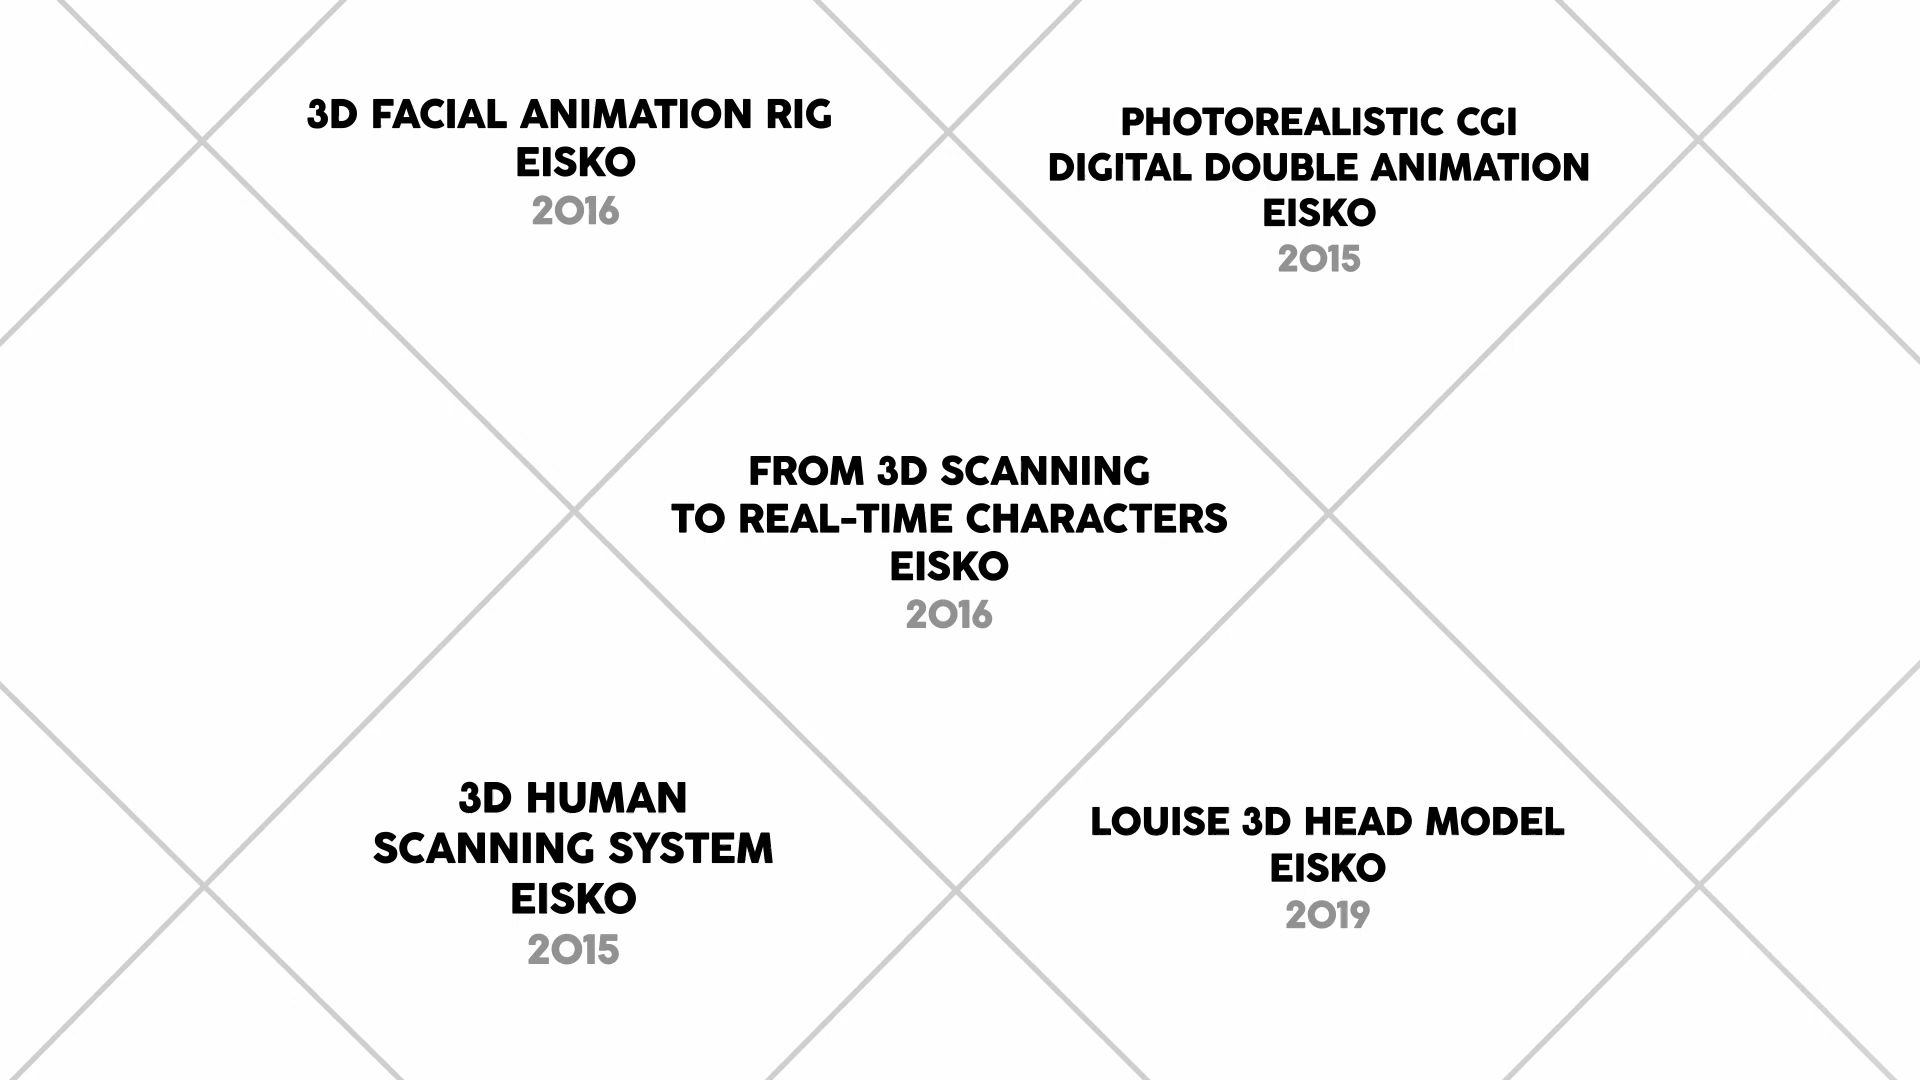 3D FACIAL ANIMATION RIG
EISKO
2016
PHOTOREALISTIC CGI
DIGITAL DOUBLE ANIMATION
EISKO
2015
FROM 3D SCANNING
TO REAL-TIME CHARACTERS
EISKO
2016
3D HUMAN
SCANNING SYSTEM
EISKO
2015
LOUISE 3D HEAD MODEL
EISKO
2019